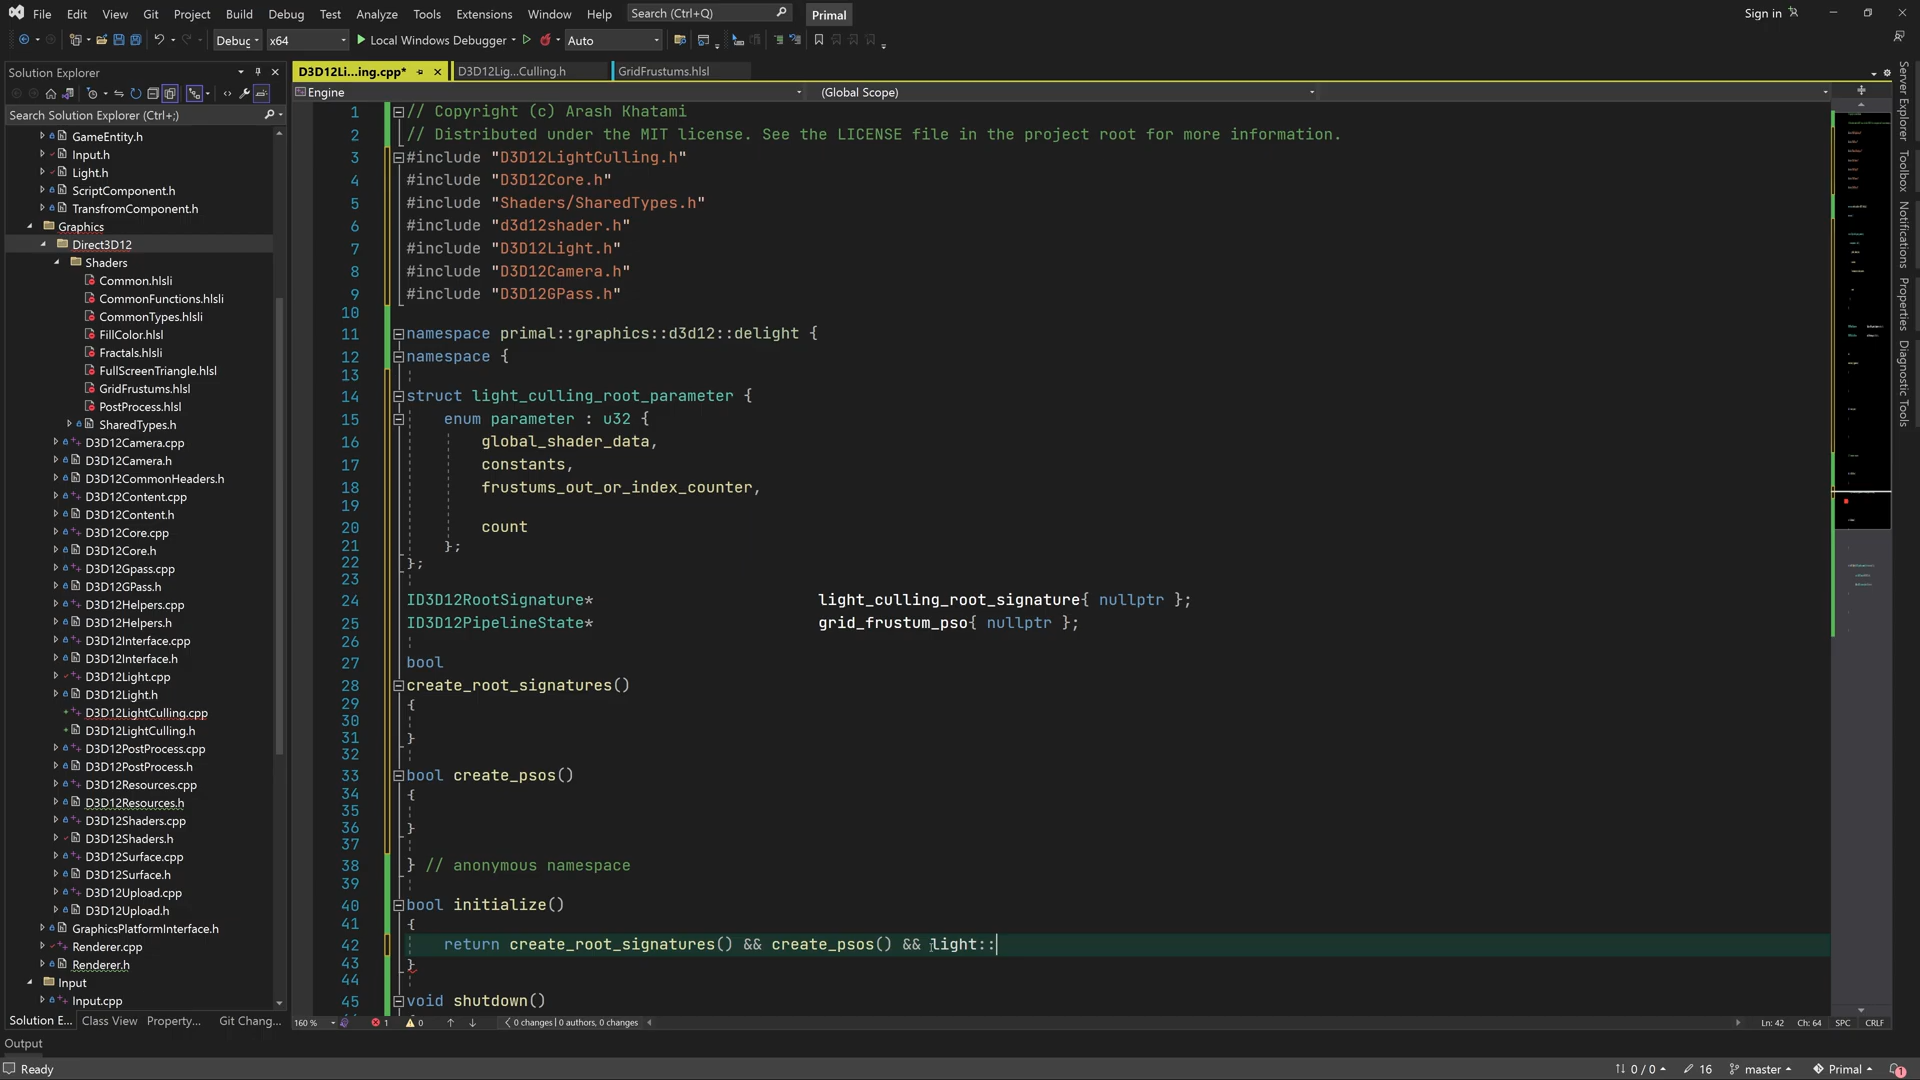 File Edit View Git Project Build Debug Test Analyze Tools Extensions Window Help Search (Ctrl+Q) Primal Sign in
Debug x64 Local Windows Debugger Auto
Solution Explorer
Search Solution Explorer (Ctrl+;)
GameEntity.h
Input.h
Light.h
ScriptComponent.h
TransfromComponent.h
Graphics
Direct3D12
Shaders
Common.hlsli
CommonFunctions.hlsli
CommonTypes.hlsli
FillColor.hlsl
Fractals.hlsli
FullScreenTriangle.hlsl
GridFrustums.hlsl
PostProcess.hlsl
SharedTypes.h
D3D12Camera.cpp
D3D12Camera.h
D3D12CommonHeaders.h
D3D12Content.cpp
D3D12Content.h
D3D12Core.cpp
D3D12Core.h
D3D12Gpass.cpp
D3D12GPass.h
D3D12Helpers.cpp
D3D12Helpers.h
D3D12Interface.cpp
D3D12Interface.h
D3D12Light.cpp
D3D12Light.h
D3D12LightCulling.cpp
D3D12LightCulling.h
D3D12PostProcess.cpp
D3D12PostProcess.h
D3D12Resources.cpp
D3D12Resources.h
D3D12Shaders.cpp
D3D12Shaders.h
D3D12Surface.cpp
D3D12Surface.h
D3D12Upload.cpp
D3D12Upload.h
GraphicsPlatformInterface.h
Renderer.cpp
Renderer.h
Input
Input.cpp
Solution E... Class View Property... Git Chang...
D3D12Li...ing.cpp* D3D12Lig...Culling.h GridFrustums.hlsl
Engine (Global Scope)
1 // Copyright (c) Arash Khatami
2 // Distributed under the MIT license. See the LICENSE file in the project root for more information.
3 #include "D3D12LightCulling.h"
4 #include "D3D12Core.h"
5 #include "Shaders/SharedTypes.h"
6 #include "d3d12shader.h"
7 #include "D3D12Light.h"
8 #include "D3D12Camera.h"
9 #include "D3D12GPass.h"
10
11 namespace primal::graphics::d3d12::delight {
12 namespace {
13
14 struct light_culling_root_parameter {
15 enum parameter : u32 {
16 global_shader_data,
17 constants,
18 frustums_out_or_index_counter,
19
20 count
21 };
22 };
23
24 ID3D12RootSignature* light_culling_root_signature{ nullptr };
25 ID3D12PipelineState* grid_frustum_pso{ nullptr };
26
27 bool
28 create_root_signatures()
29 {
30
31 }
32
33 bool create_psos()
34 {
35
36 }
37
38 } // anonymous namespace
39
40 bool initialize()
41 {
42 return create_root_signatures() && create_psos() && light::
43 }
44
45 void shutdown()
160 % 1 0 0 changes | 0 authors, 0 changes Ln: 42 Ch: 64 SPC CRLF
Server Explorer
Toolbox
Notifications
Properties
Diagnostic Tools
Output
Ready 0 / 0 16 master Primal 1